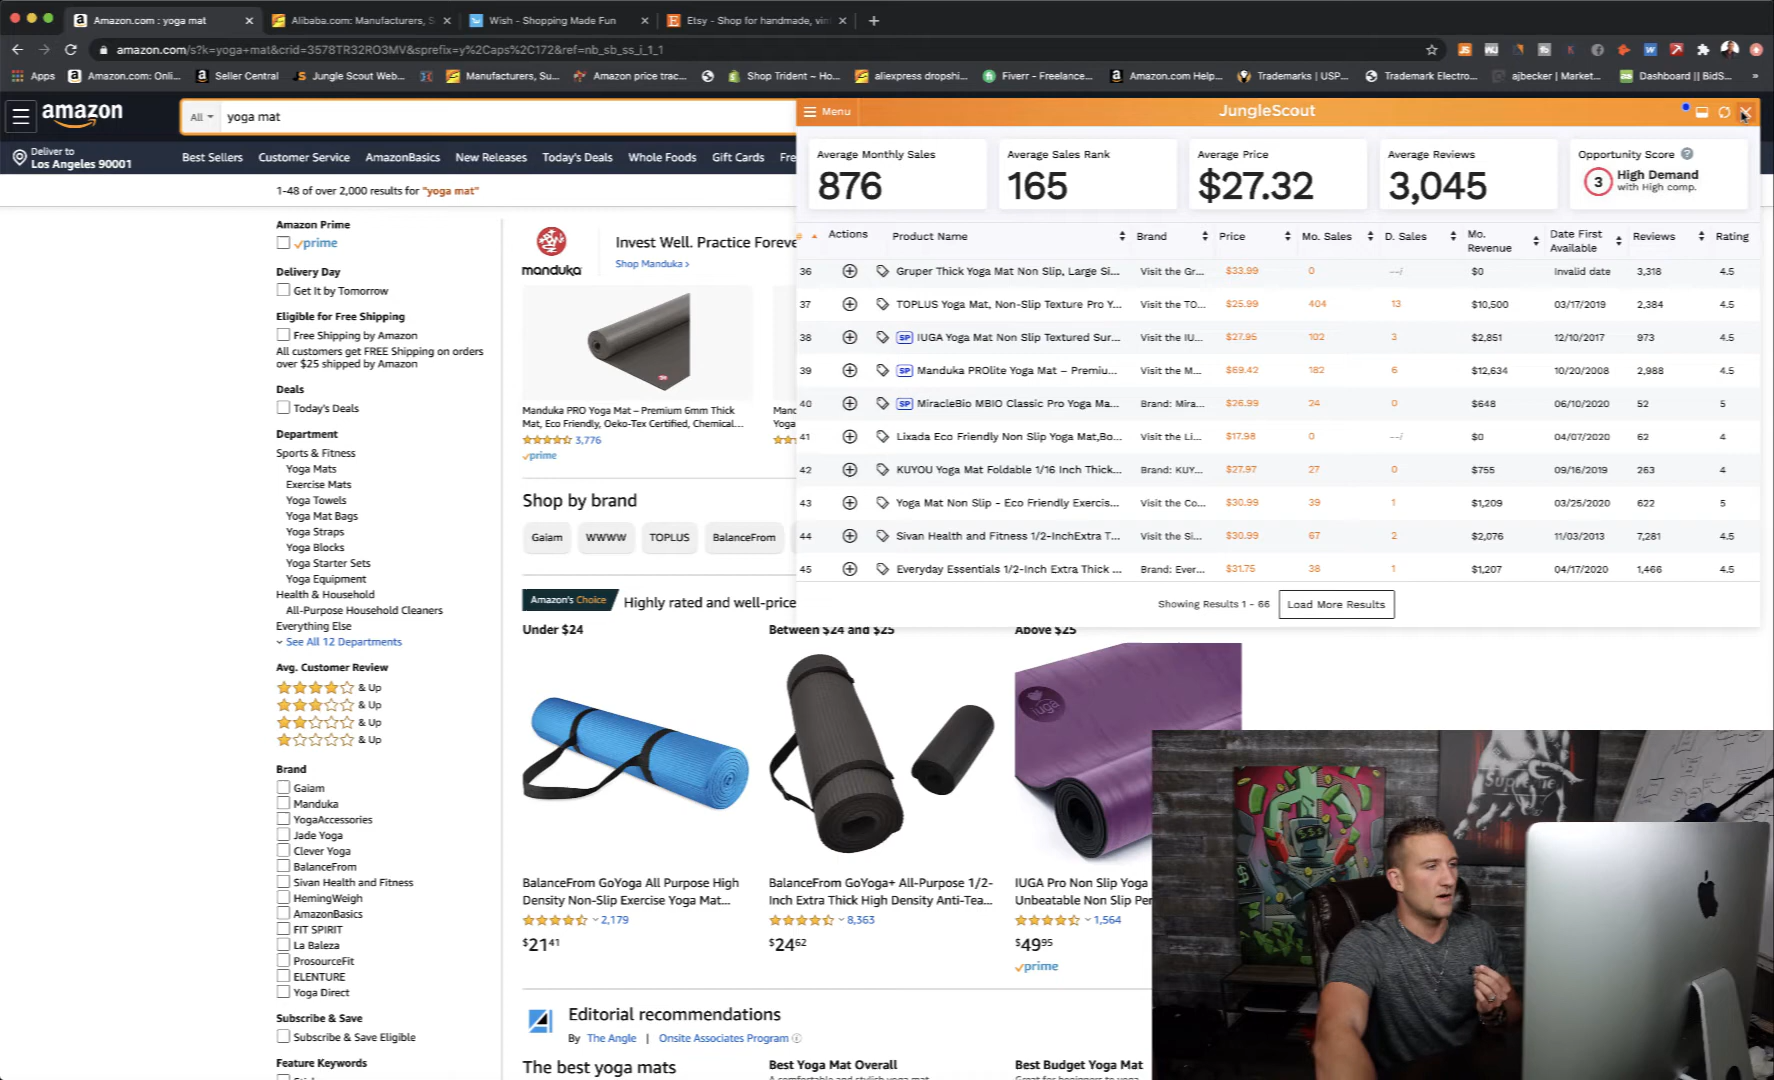 Amazon.com : yoga mat
Alibaba.com: Manufacturers, S
Wish - Shopping Made Fun
Etsy - Shop for handmade, vin
amazon.com/s?k=yoga+mat&crid=3578TR32RO3MV&sprefix=y%2Caps%2C172&ref=nb_sb_ss_i_1_1
Apps
Amazon.com: Onli...
Seller Central
Jungle Scout Web...
Manufacturers, Su...
Amazon price trac...
Shop Trident – Ho...
aliexpress dropshi...
Fiverr - Freelance...
Amazon.com Help...
Trademarks | USP...
Trademark Electro...
ajbecker | Market...
Dashboard || BidS...
amazon
All
yoga mat
Deliver to
Los Angeles 90001
Best Sellers
Customer Service
AmazonBasics
New Releases
Today's Deals
Whole Foods
Gift Cards
Fre
1-48 of over 2,000 results for "yoga mat"
Menu
JungleScout
Average Monthly Sales
876
Average Sales Rank
165
Average Price
$27.32
Average Reviews
3,045
Opportunity Score
3
High Demand
with High comp.
# Actions Product Name Brand Price Mo. Sales D. Sales Mo. Revenue Date First Available Reviews Rating
36 Gruper Thick Yoga Mat Non Slip, Large Si... Visit the Gr... $33.99 0 --i $0 Invalid date 3,318 4.5
37 TOPLUS Yoga Mat, Non-Slip Texture Pro Y... Visit the TO... $25.99 404 13 $10,500 03/17/2019 2,384 4.5
38 SP IUGA Yoga Mat Non Slip Textured Sur... Visit the IU... $27.95 102 3 $2,851 12/10/2017 973 4.5
39 SP Manduka PROlite Yoga Mat – Premiu... Visit the M... $69.42 182 6 $12,634 10/20/2008 2,988 4.5
40 SP MiracleBio MBIO Classic Pro Yoga Ma... Brand: Mira... $26.99 24 0 $648 06/10/2020 52 5
41 Lixada Eco Friendly Non Slip Yoga Mat,Bo... Visit the Li... $17.98 0 --i $0 04/07/2020 62 4
42 KUYOU Yoga Mat Foldable 1/16 Inch Thick... Brand: KUY... $27.97 27 0 $755 09/16/2019 263 4
43 Yoga Mat Non Slip - Eco Friendly Exercis... Visit the Co... $30.99 39 1 $1,209 03/25/2020 622 5
44 Sivan Health and Fitness 1/2-InchExtra T... Visit the Si... $30.99 67 2 $2,076 11/03/2013 7,281 4.5
45 Everyday Essentials 1/2-Inch Extra Thick ... Brand: Ever... $31.75 38 1 $1,207 04/17/2020 1,466 4.5
Showing Results 1 - 66
Load More Results
Amazon Prime
prime
Delivery Day
Get It by Tomorrow
Eligible for Free Shipping
Free Shipping by Amazon
All customers get FREE Shipping on orders
over $25 shipped by Amazon
Deals
Today's Deals
Department
Sports & Fitness
Yoga Mats
Exercise Mats
Yoga Towels
Yoga Mat Bags
Yoga Straps
Yoga Blocks
Yoga Starter Sets
Yoga Equipment
Health & Household
All-Purpose Household Cleaners
Everything Else
See All 12 Departments
Avg. Customer Review
& Up
& Up
& Up
& Up
Brand
Gaiam
Manduka
YogaAccessories
Jade Yoga
Clever Yoga
BalanceFrom
Sivan Health and Fitness
HemingWeigh
AmazonBasics
FIT SPIRIT
La Baleza
ProsourceFit
ELENTURE
Yoga Direct
Subscribe & Save
Subscribe & Save Eligible
Feature Keywords
manduka
Invest Well. Practice Foreve
Shop Manduka ›
Manduka PRO Yoga Mat – Premium 6mm Thick
Mat, Eco Friendly, Oeko-Tex Certified, Chemical...
3,776
prime
Mand
Yoga
Shop by brand
Gaiam
WWWW
TOPLUS
BalanceFrom
Amazon's Choice
Highly rated and well-price
Under $24
Between $24 and $25
Above $25
iuga
BalanceFrom GoYoga All Purpose High
Density Non-Slip Exercise Yoga Mat...
2,179
$21 41
BalanceFrom GoYoga+ All-Purpose 1/2-
Inch Extra Thick High Density Anti-Tea...
8,363
$24 62
IUGA Pro Non Slip Yoga
Unbeatable Non Slip Per
1,564
$49 95
prime
Editorial recommendations
By The Angle | Onsite Associates Program
The best yoga mats
Best Yoga Mat Overall
A comfortable and stylish yoga mat
Best Budget Yoga Mat
Great for beginners to yoga
Supreme
$$$